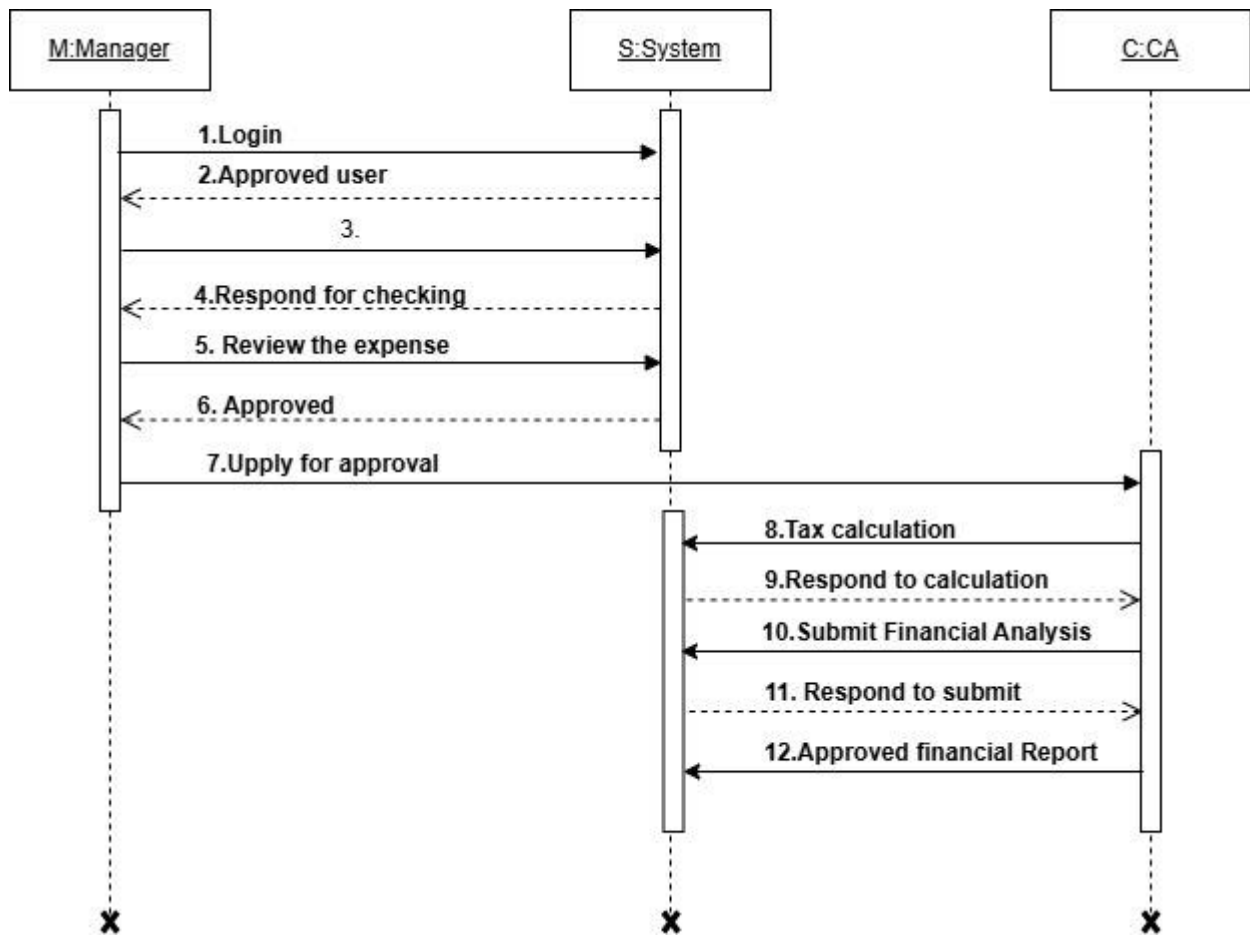 M:Manager
S:System
C:CA
1.Login
2.Approved user
3.
4.Respond for checking
5. Review the expense
6. Approved
7.Upply for approval
8.Tax calculation
9.Respond to calculation
10.Submit Financial Analysis
11. Respond to submit
12.Approved financial Report